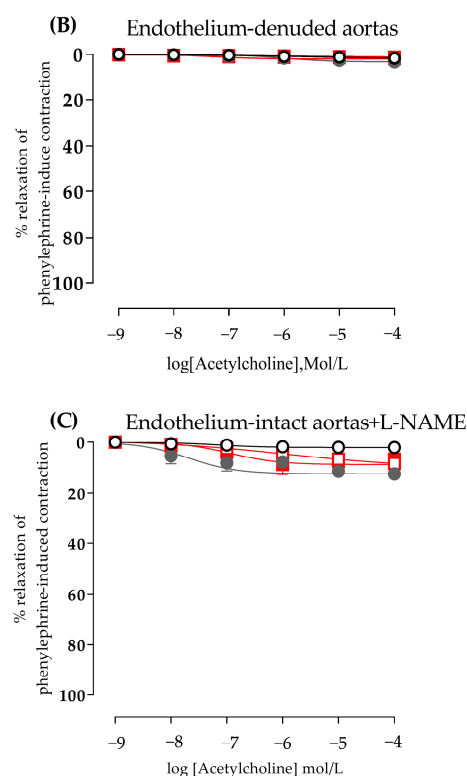 (B) Endothelium-denuded aortas
% relaxation of
phenylephrine-induce contraction
0
20
40
60
80
100
−9 −8 −7 −6 −5 −4
log[Acetylcholine],Mol/L
(C) Endothelium-intact aortas+L-NAME
% relaxation of
phenylephrine-induced contraction
0
20
40
60
80
100
−9 −8 −7 −6 −5 −4
log [Acetylcholine] mol/L